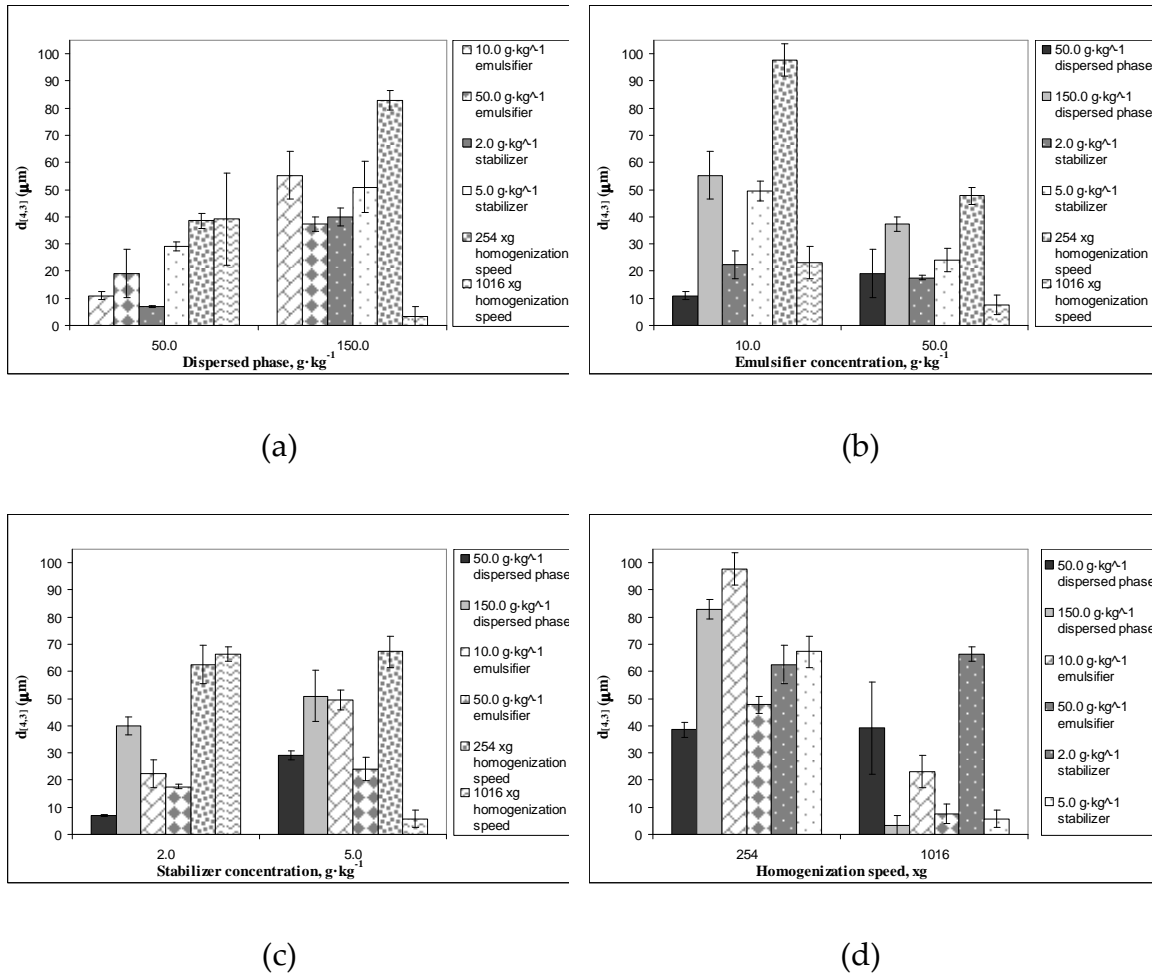 100
90
80
70
60
50
40
30
20
10
0
d[4,3] (µm)
50.0 150.0
Dispersed phase, g·kg-1
10.0 g·kg^-1
emulsifier
50.0 g·kg^-1
emulsifier
2.0 g·kg^-1
stabilizer
5.0 g·kg^-1
stabilizer
254 xg
homogenization
speed
1016 xg
homogenization
speed
(a)
100
90
80
70
60
50
40
30
20
10
0
d[4,3] (µm)
10.0 50.0
Emulsifier concentration, g·kg-1
50.0 g·kg^-1
dispersed phase
150.0 g·kg^-1
dispersed phase
2.0 g·kg^-1
stabilizer
5.0 g·kg^-1
stabilizer
254 xg
homogenization
speed
1016 xg
homogenization
speed
(b)
100
90
80
70
60
50
40
30
20
10
0
d[4,3] (µm)
2.0 5.0
Stabilizer concentration, g·kg-1
50.0 g·kg^-1
dispersed phase
150.0 g·kg^-1
dispersed phase
10.0 g·kg^-1
emulsifier
50.0 g·kg^-1
emulsifier
254 xg
homogenization
speed
1016 xg
homogenization
speed
(c)
100
90
80
70
60
50
40
30
20
10
0
d[4,3] (µm)
254 1016
Homogenization speed, xg
50.0 g·kg^-1
dispersed phase
150.0 g·kg^-1
dispersed phase
10.0 g·kg^-1
emulsifier
50.0 g·kg^-1
emulsifier
2.0 g·kg^-1
stabilizer
5.0 g·kg^-1
stabilizer
(d)